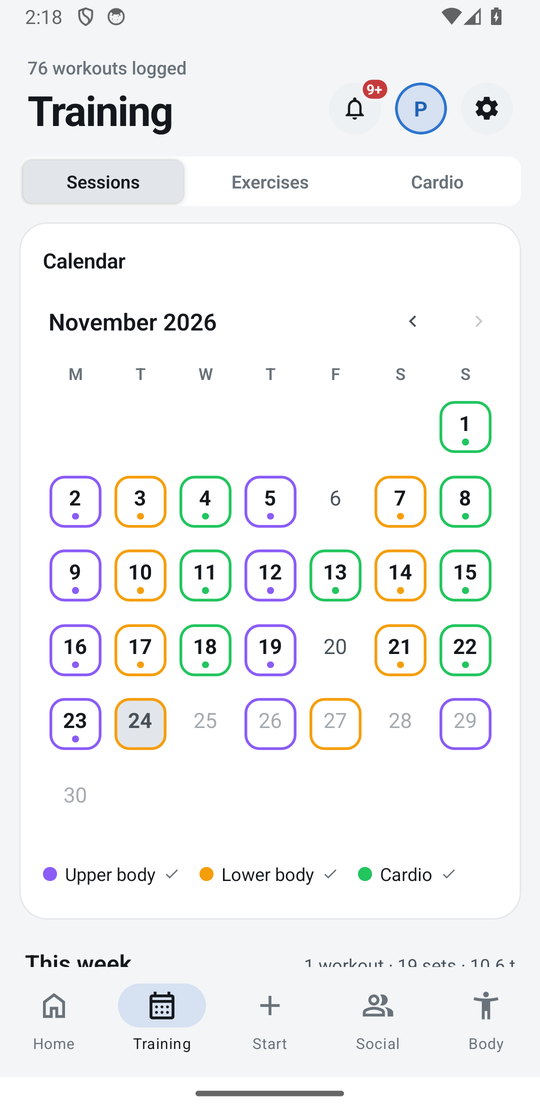 2:18
76 workouts logged
Training
9+
P
Sessions Exercises Cardio
Calendar
November 2026
M T W T F S S
1
2 3 4 5 6 7 8
9 10 11 12 13 14 15
16 17 18 19 20 21 22
23 24 25 26 27 28 29
30
Upper body Lower body Cardio
This week 1 workout · 19 sets · 10.6 t
Home Training Start Social Body